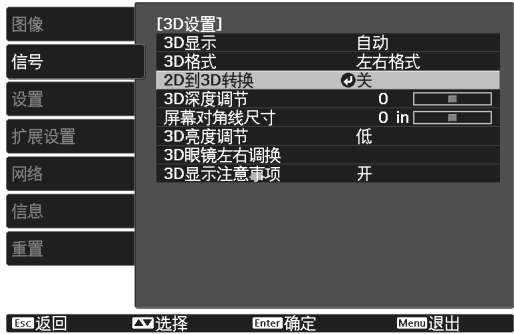 图像
信号
设置
扩展设置
网络
信息
重置
[3D设置]
3D显示 自动
3D格式 左右格式
2D到3D转换 关
3D深度调节 0
屏幕对角线尺寸 0 in
3D亮度调节 低
3D眼镜左右调换
3D显示注意事项 开
Esc返回 选择 Enter确定 Menu退出